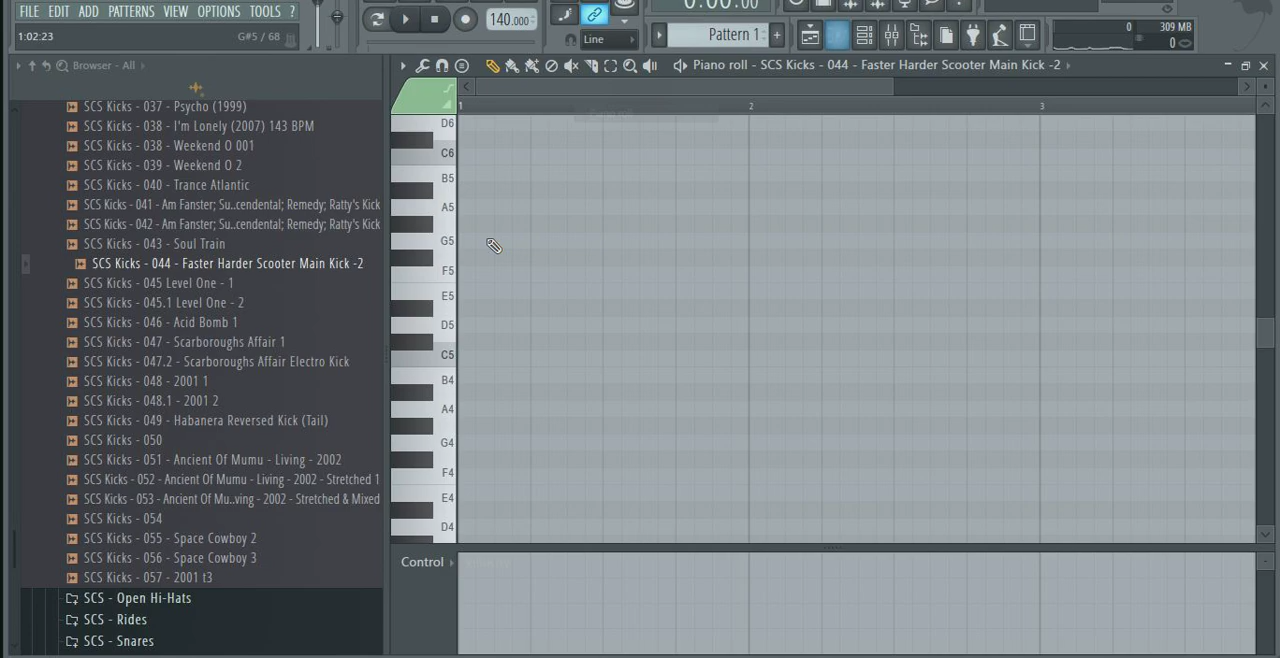 FILE EDIT ADD PATTERNS VIEW OPTIONS TOOLS ?
1:02:23 G#5 / 68
140.000
Line
Pattern 1
0
309 MB
0
Browser - All
Piano roll - SCS Kicks - 044 - Faster Harder Scooter Main Kick -2
1 2 3
SCS Kicks - 037 - Psycho (1999)
SCS Kicks - 038 - I'm Lonely (2007) 143 BPM
SCS Kicks - 038 - Weekend O 001
SCS Kicks - 039 - Weekend O 2
SCS Kicks - 040 - Trance Atlantic
SCS Kicks - 041 - Am Fanster; Su..cendental; Remedy; Ratty's Kick
SCS Kicks - 042 - Am Fanster; Su..cendental; Remedy; Ratty's Kick
SCS Kicks - 043 - Soul Train
SCS Kicks - 044 - Faster Harder Scooter Main Kick -2
SCS Kicks - 045 Level One - 1
SCS Kicks - 045.1 Level One - 2
SCS Kicks - 046 - Acid Bomb 1
SCS Kicks - 047 - Scarboroughs Affair 1
SCS Kicks - 047.2 - Scarboroughs Affair Electro Kick
SCS Kicks - 048 - 2001 1
SCS Kicks - 048.1 - 2001 2
SCS Kicks - 049 - Habanera Reversed Kick (Tail)
SCS Kicks - 050
SCS Kicks - 051 - Ancient Of Mumu - Living - 2002
SCS Kicks - 052 - Ancient Of Mumu - Living - 2002 - Stretched 1
SCS Kicks - 053 - Ancient Of Mu..ving - 2002 - Stretched & Mixed
SCS Kicks - 054
SCS Kicks - 055 - Space Cowboy 2
SCS Kicks - 056 - Space Cowboy 3
SCS Kicks - 057 - 2001 t3
SCS - Open Hi-Hats
SCS - Rides
SCS - Snares
D6
C6
B5
A5
G5
F5
E5
D5
C5
B4
A4
G4
F4
E4
D4
Control